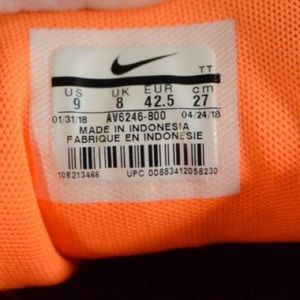 TT
US UK EUR cm
9 8 42.5 27
01/31/18 AV6246-800 04/24/18
MADE IN INDONESIA
FABRIQUE EN INDONESIE
108213466 UPC 00883412058230